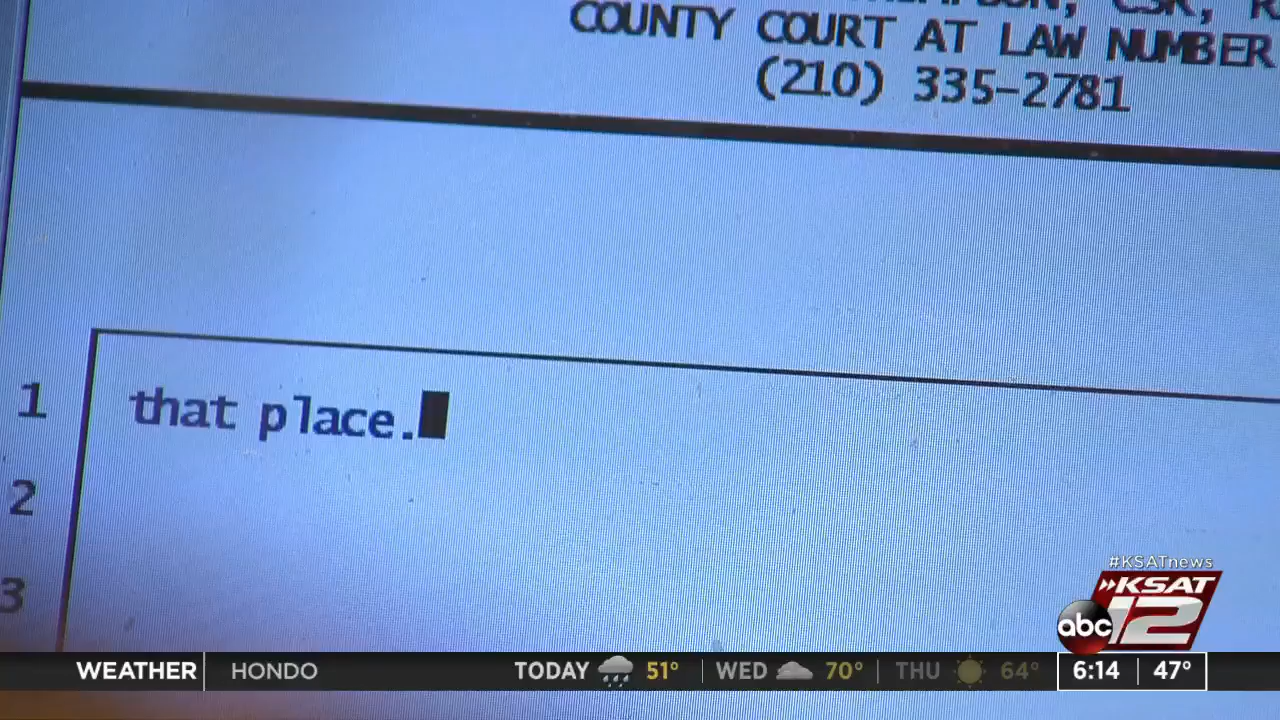 CSR,
COUNTY COURT AT LAW NUMBER
(210) 335-2781
1 that place.
2
3
#KSATnews
KSAT
abc 12
WEATHER HONDO TODAY 51° WED 70° THU 64° 6:14 47°